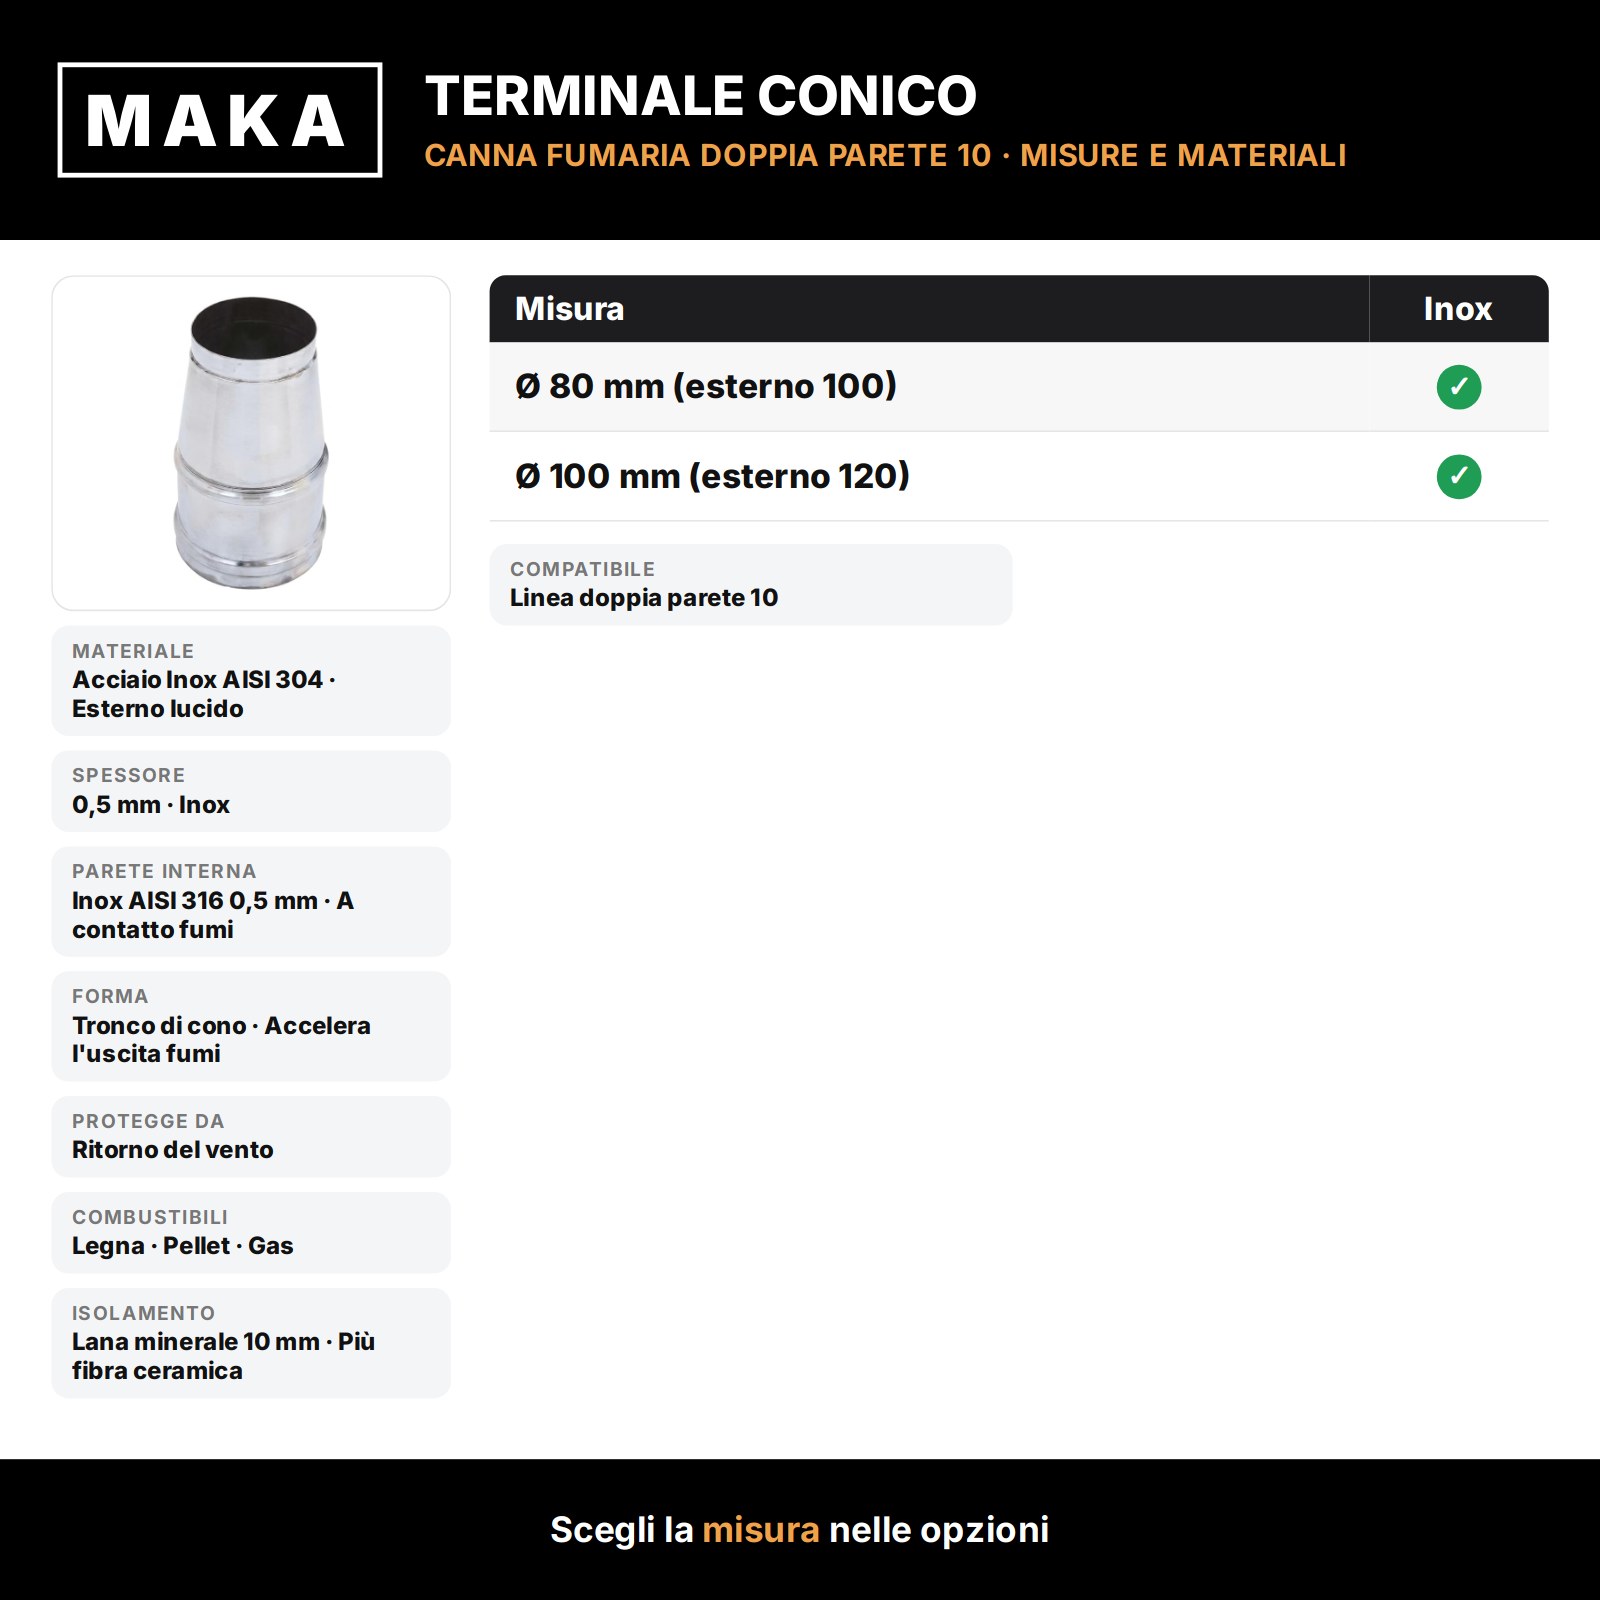 MAKA
TERMINALE CONICO
CANNA FUMARIA DOPPIA PARETE 10 · MISURE E MATERIALI
Misura Inox
Ø 80 mm (esterno 100) ✓
Ø 100 mm (esterno 120) ✓
COMPATIBILE
Linea doppia parete 10
MATERIALE
Acciaio Inox AISI 304 ·
Esterno lucido
SPESSORE
0,5 mm · Inox
PARETE INTERNA
Inox AISI 316 0,5 mm · A
contatto fumi
FORMA
Tronco di cono · Accelera
l'uscita fumi
PROTEGGE DA
Ritorno del vento
COMBUSTIBILI
Legna · Pellet · Gas
ISOLAMENTO
Lana minerale 10 mm · Più
fibra ceramica
Scegli la misura nelle opzioni